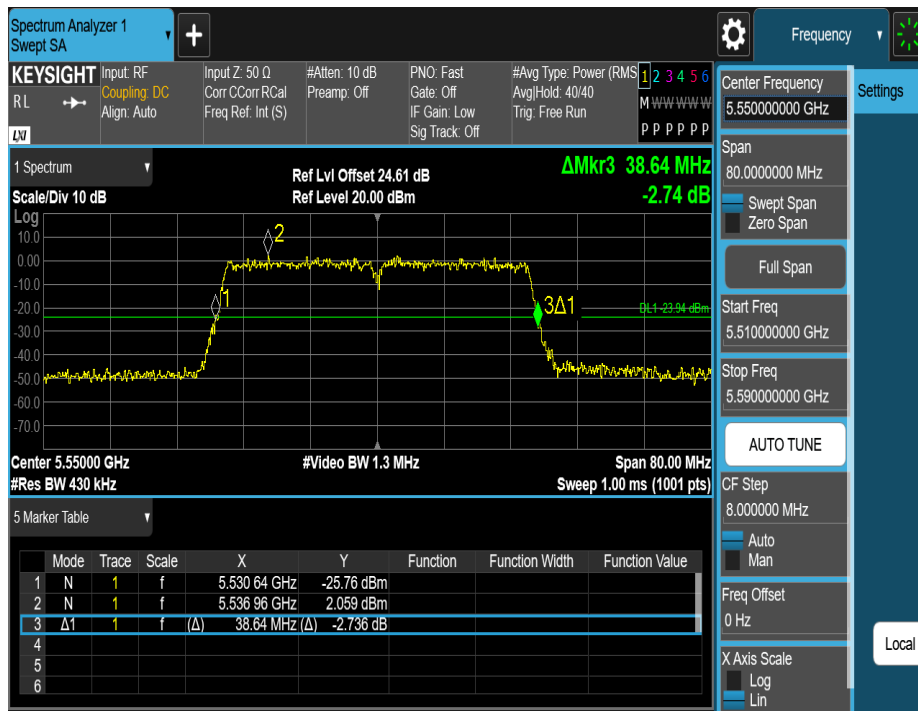 Spectrum Analyzer 1
Swept SA
+
Frequency
KEYSIGHT
RL
LXI
Input: RF
Coupling: DC
Align: Auto
Input Z: 50 Ω
Corr CCorr RCal
Freq Ref: Int (S)
#Atten: 10 dB
Preamp: Off
PNO: Fast
Gate: Off
IF Gain: Low
Sig Track: Off
#Avg Type: Power (RMS
Avg|Hold: 40/40
Trig: Free Run
1 2 3 4 5 6
M W W W W W
P P P P P P
1 Spectrum
Scale/Div 10 dB
Ref Lvl Offset 24.61 dB
Ref Level 20.00 dBm
ΔMkr3 38.64 MHz
-2.74 dB
Log
10.0
0.00
-10.0
-20.0
-30.0
-40.0
-50.0
-60.0
-70.0
2
1
3Δ1
DL1 -23.94 dBm
Center 5.55000 GHz
#Video BW 1.3 MHz
Span 80.00 MHz
#Res BW 430 kHz
Sweep 1.00 ms (1001 pts)
5 Marker Table
Mode Trace Scale X Y Function Function Width Function Value
1 N 1 f 5.530 64 GHz -25.76 dBm
2 N 1 f 5.536 96 GHz 2.059 dBm
3 Δ1 1 f (Δ) 38.64 MHz (Δ) -2.736 dB
4
5
6
Center Frequency
5.550000000 GHz
Settings
Span
80.0000000 MHz
Swept Span
Zero Span
Full Span
Start Freq
5.510000000 GHz
Stop Freq
5.590000000 GHz
AUTO TUNE
CF Step
8.000000 MHz
Auto
Man
Freq Offset
0 Hz
X Axis Scale
Log
Lin
Local